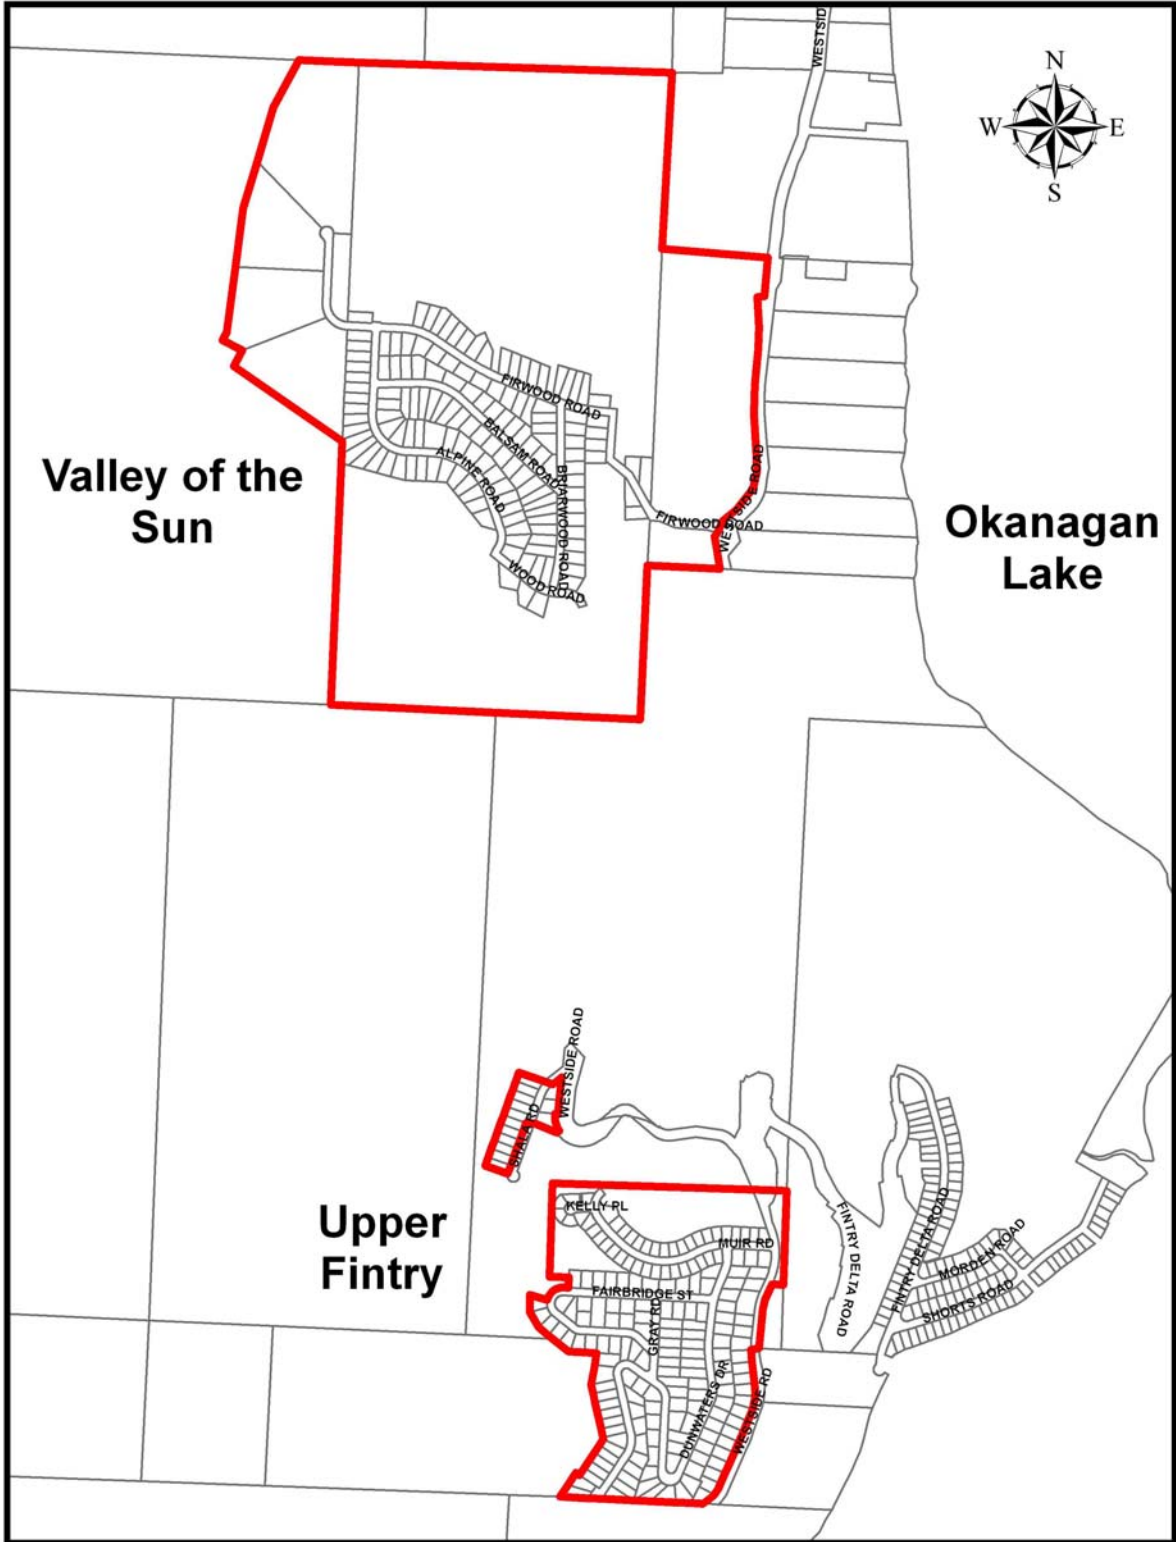 WESTSID
N
W E
S
FIRWOOD ROAD
BALSAM ROAD
ALPINE ROAD
BRIARWOOD ROAD
WESTSIDE ROAD
FIRWOOD ROAD
WOOD ROAD
Valley of the
Sun
Okanagan
Lake
WESTSIDE ROAD
SHALA RD
KELLY PL
MUIR RD
FAIRBRIDGE ST
GRAY RD
DUNWATERS DR
WESTSIDE RD
Upper
Fintry
FINTRY DELTA ROAD
FINTRY DELTA ROAD
MORDEN ROAD
SHORTS ROAD